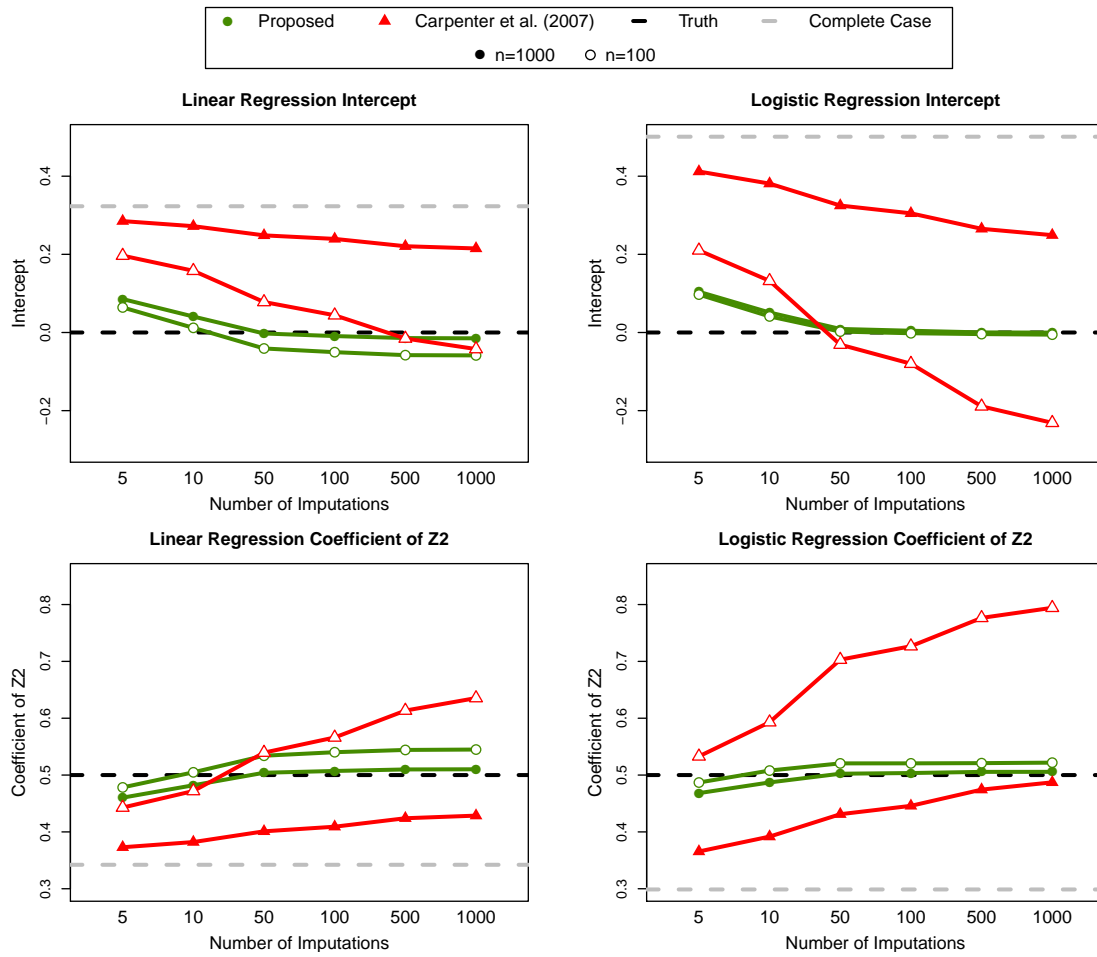 Proposed Carpenter et al. (2007) Truth Complete Case
n=1000 n=100
Linear Regression Intercept
Intercept
0.4
0.2
0.0
−0.2
5 10 50 100 500 1000
Number of Imputations
Logistic Regression Intercept
Intercept
0.4
0.2
0.0
−0.2
5 10 50 100 500 1000
Number of Imputations
Linear Regression Coefficient of Z2
Coefficient of Z2
0.8
0.7
0.6
0.5
0.4
0.3
5 10 50 100 500 1000
Number of Imputations
Logistic Regression Coefficient of Z2
Coefficient of Z2
0.8
0.7
0.6
0.5
0.4
0.3
5 10 50 100 500 1000
Number of Imputations